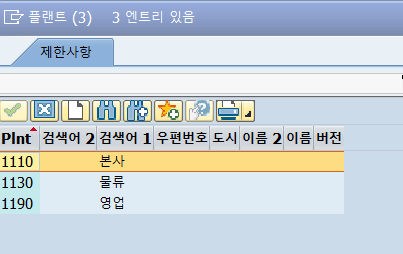 플랜트 (3) 3 엔트리 있음
제한사항
Plnt 검색어 2 검색어 1 우편번호 도시 이름 2 이름 버전
1110 본사
1130 물류
1190 영업